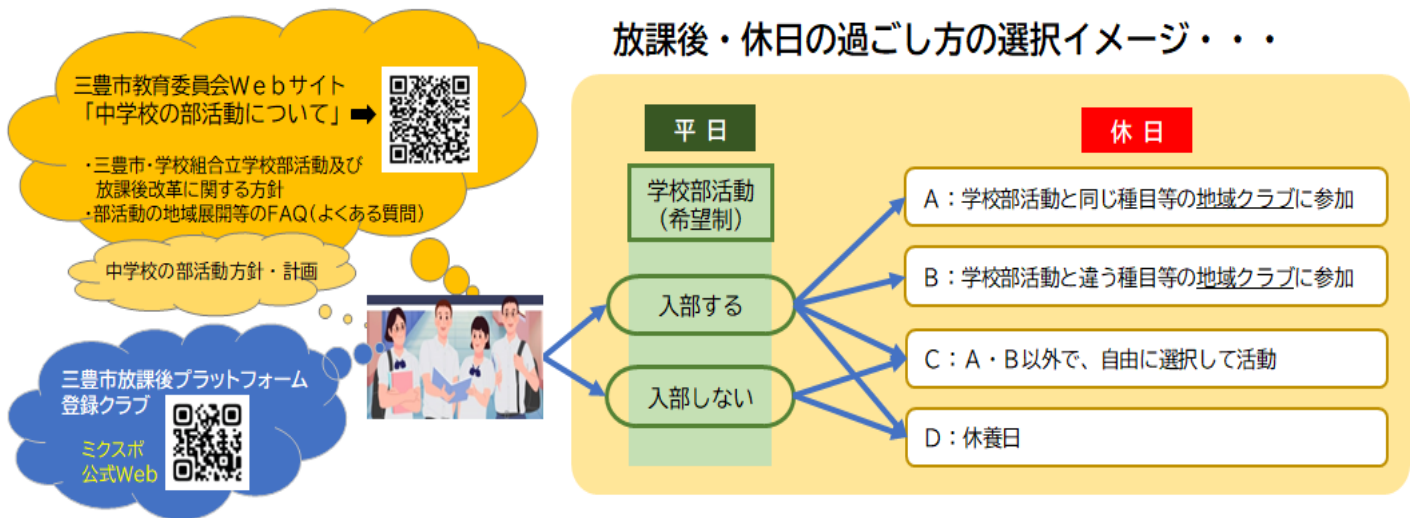 放課後・休日の過ごし方の選択イメージ・・・
三豊市教育委員会Ｗｅｂサイト
「中学校の部活動について」➡
・三豊市・学校組合立学校部活動及び
放課後改革に関する方針
・部活動の地域展開等のFAQ（よくある質問）
中学校の部活動方針・計画
三豊市放課後プラットフォーム
登録クラブ
ミクスポ
公式Web
平日
学校部活動
（希望制）
入部する
入部しない
休日
Ａ：学校部活動と同じ種目等の地域クラブに参加
Ｂ：学校部活動と違う種目等の地域クラブに参加
Ｃ：Ａ・Ｂ以外で、自由に選択して活動
Ｄ：休養日